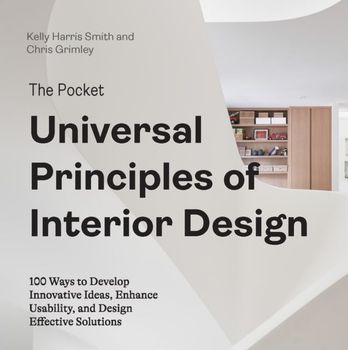 Kelly Harris Smith and
Chris Grimley
The Pocket
Universal
Principles of
Interior Design
100 Ways to Develop
Innovative Ideas, Enhance
Usability, and Design
Effective Solutions